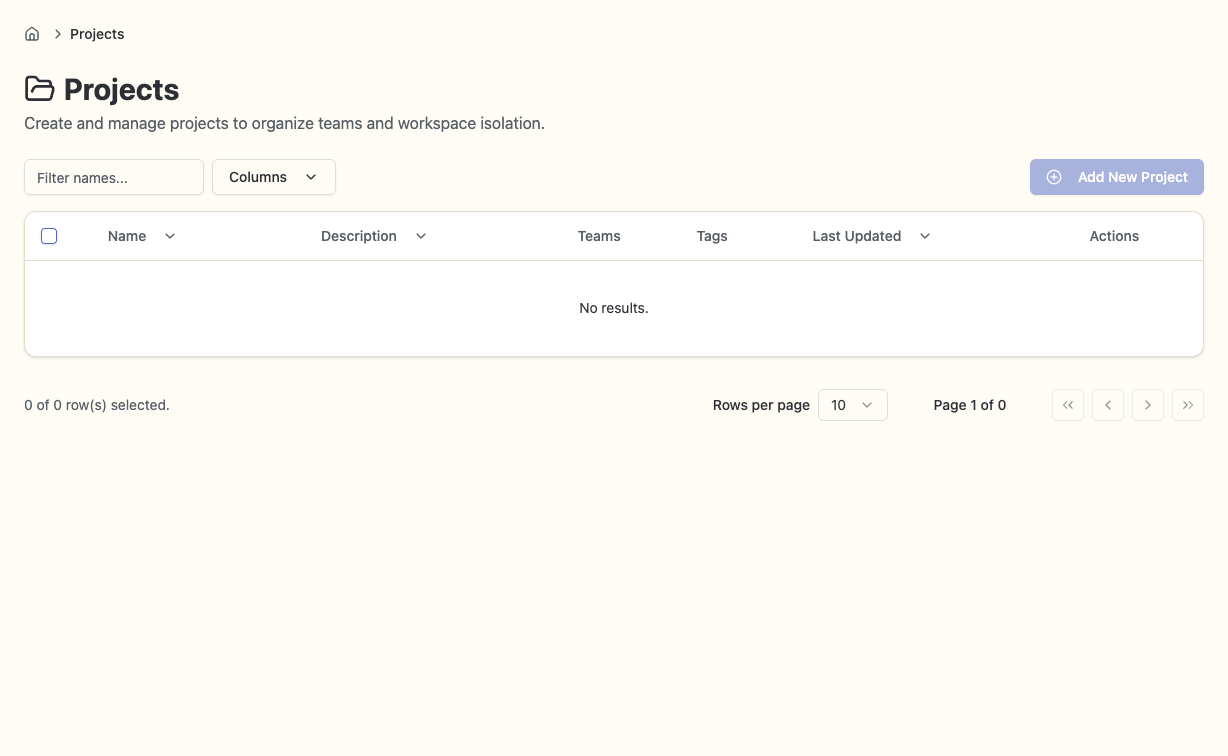 Projects
Projects
Create and manage projects to organize teams and workspace isolation.
Filter names... Columns Add New Project
Name Description Teams Tags Last Updated Actions
No results.
0 of 0 row(s) selected. Rows per page 10 Page 1 of 0